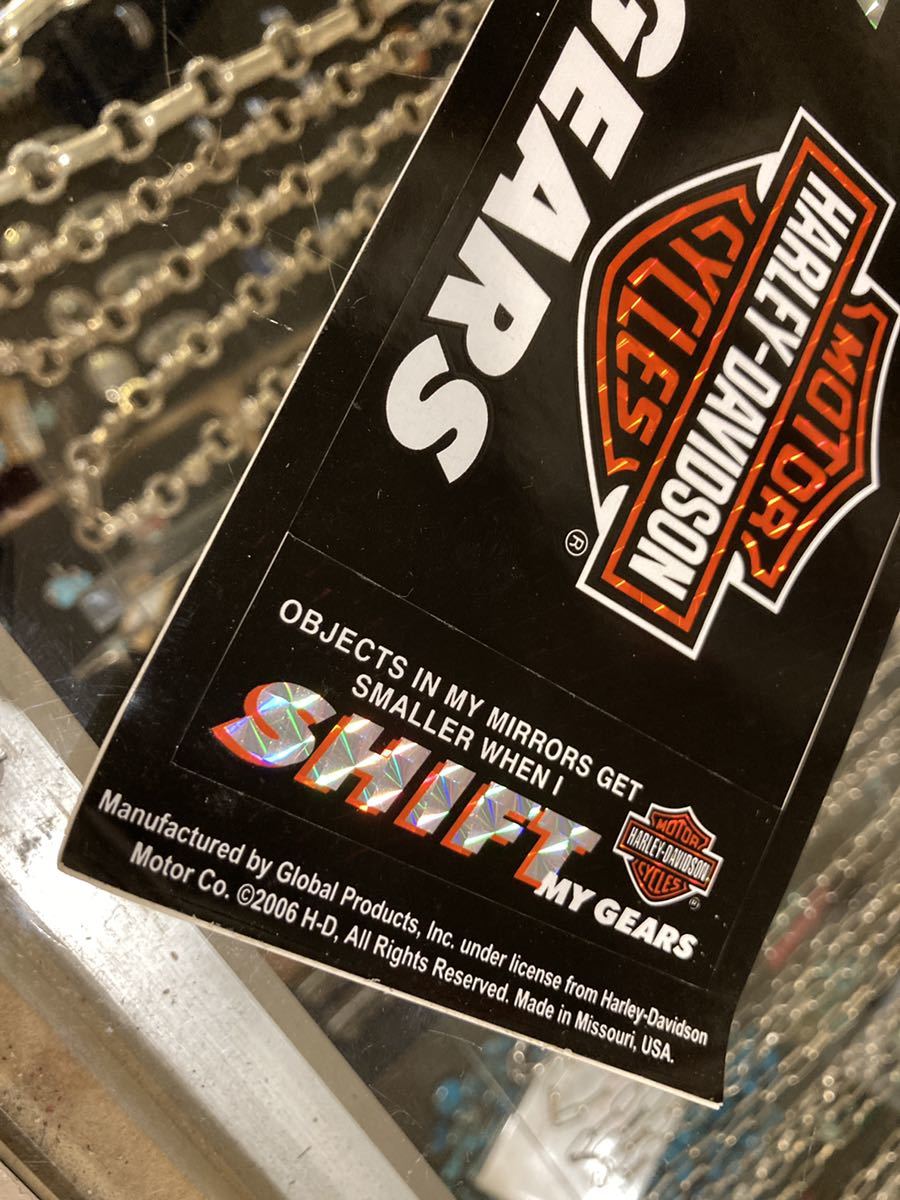 GEARS
MOTOR
HARLEY-DAVIDSON
CYCLES
®
OBJECTS IN MY MIRRORS GET
SMALLER WHEN I
SHIFT
MY GEARS
MOTOR
HARLEY-DAVIDSON
CYCLES
®
Manufactured by Global Products, Inc. under license from Harley-Davidson
Motor Co. ©2006 H-D, All Rights Reserved. Made in Missouri, USA.